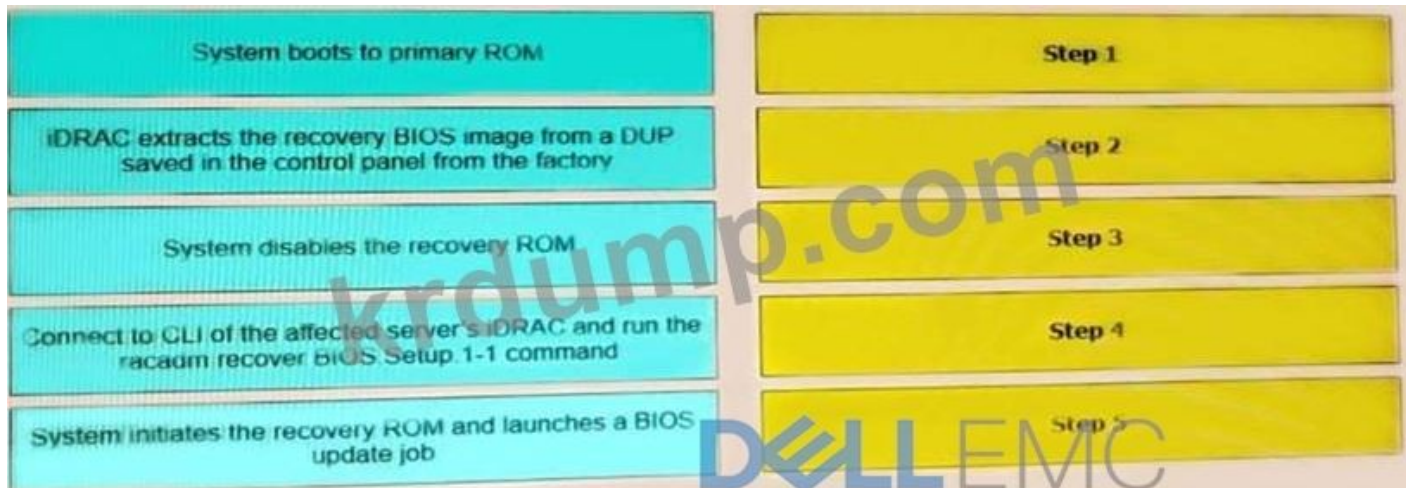 System boots to primary ROM
Step 1
iDRAC extracts the recovery BIOS image from a DUP
saved in the control panel from the factory
Step 2
System disables the recovery ROM
Step 3
Connect to CLI of the affected server's iDRAC and run the
racadm recover BIOS.Setup.1-1 command
Step 4
System initiates the recovery ROM and launches a BIOS
update job
Step 5
krdump.com
DELLEMC